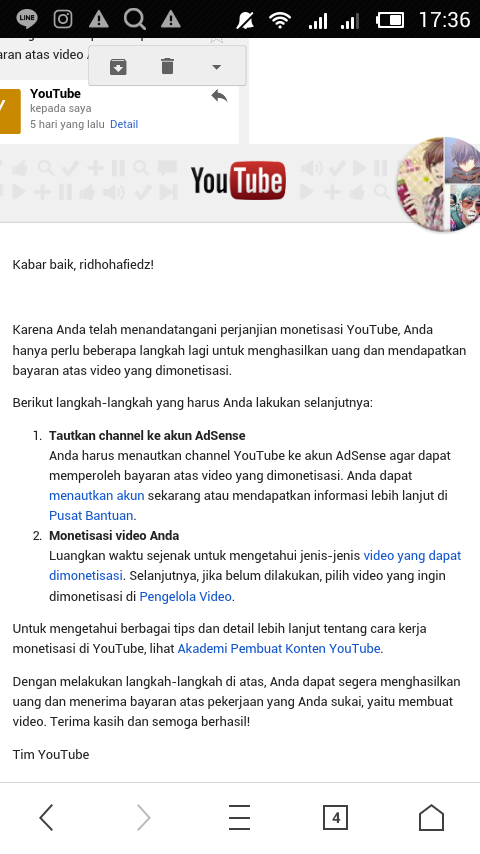 LINE
17:36
aran atas video
YouTube
kepada saya
5 hari yang lalu Detail
YouTube
Kabar baik, ridhohafiedz!
Karena Anda telah menandatangani perjanjian monetisasi YouTube, Anda
hanya perlu beberapa langkah lagi untuk menghasilkan uang dan mendapatkan
bayaran atas video yang dimonetisasi.
Berikut langkah-langkah yang harus Anda lakukan selanjutnya:
1. Tautkan channel ke akun AdSense
Anda harus menautkan channel YouTube ke akun AdSense agar dapat
memperoleh bayaran atas video yang dimonetisasi. Anda dapat
menautkan akun sekarang atau mendapatkan informasi lebih lanjut di
Pusat Bantuan.
2. Monetisasi video Anda
Luangkan waktu sejenak untuk mengetahui jenis-jenis video yang dapat
dimonetisasi. Selanjutnya, jika belum dilakukan, pilih video yang ingin
dimonetisasi di Pengelola Video.
Untuk mengetahui berbagai tips dan detail lebih lanjut tentang cara kerja
monetisasi di YouTube, lihat Akademi Pembuat Konten YouTube.
Dengan melakukan langkah-langkah di atas, Anda dapat segera menghasilkan
uang dan menerima bayaran atas pekerjaan yang Anda sukai, yaitu membuat
video. Terima kasih dan semoga berhasil!
Tim YouTube
4